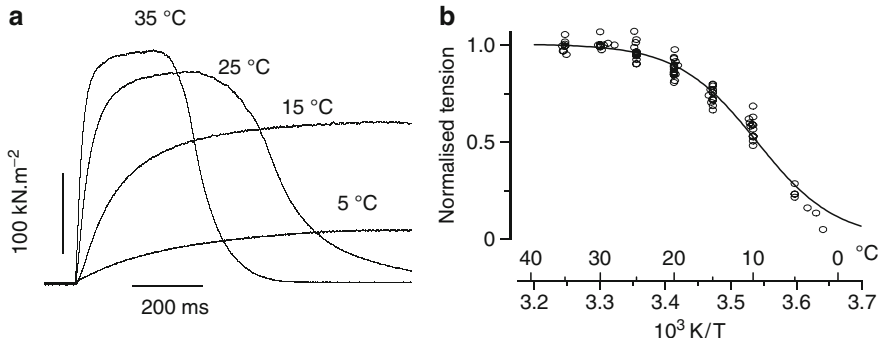 a
35 °C
25 °C
15 °C
5 °C
100 kN.m−2
200 ms
b
Normalised tension
1.0
0.5
0
40 30 20 10 0 °C
3.2 3.3 3.4 3.5 3.6 3.7
10³ K/T